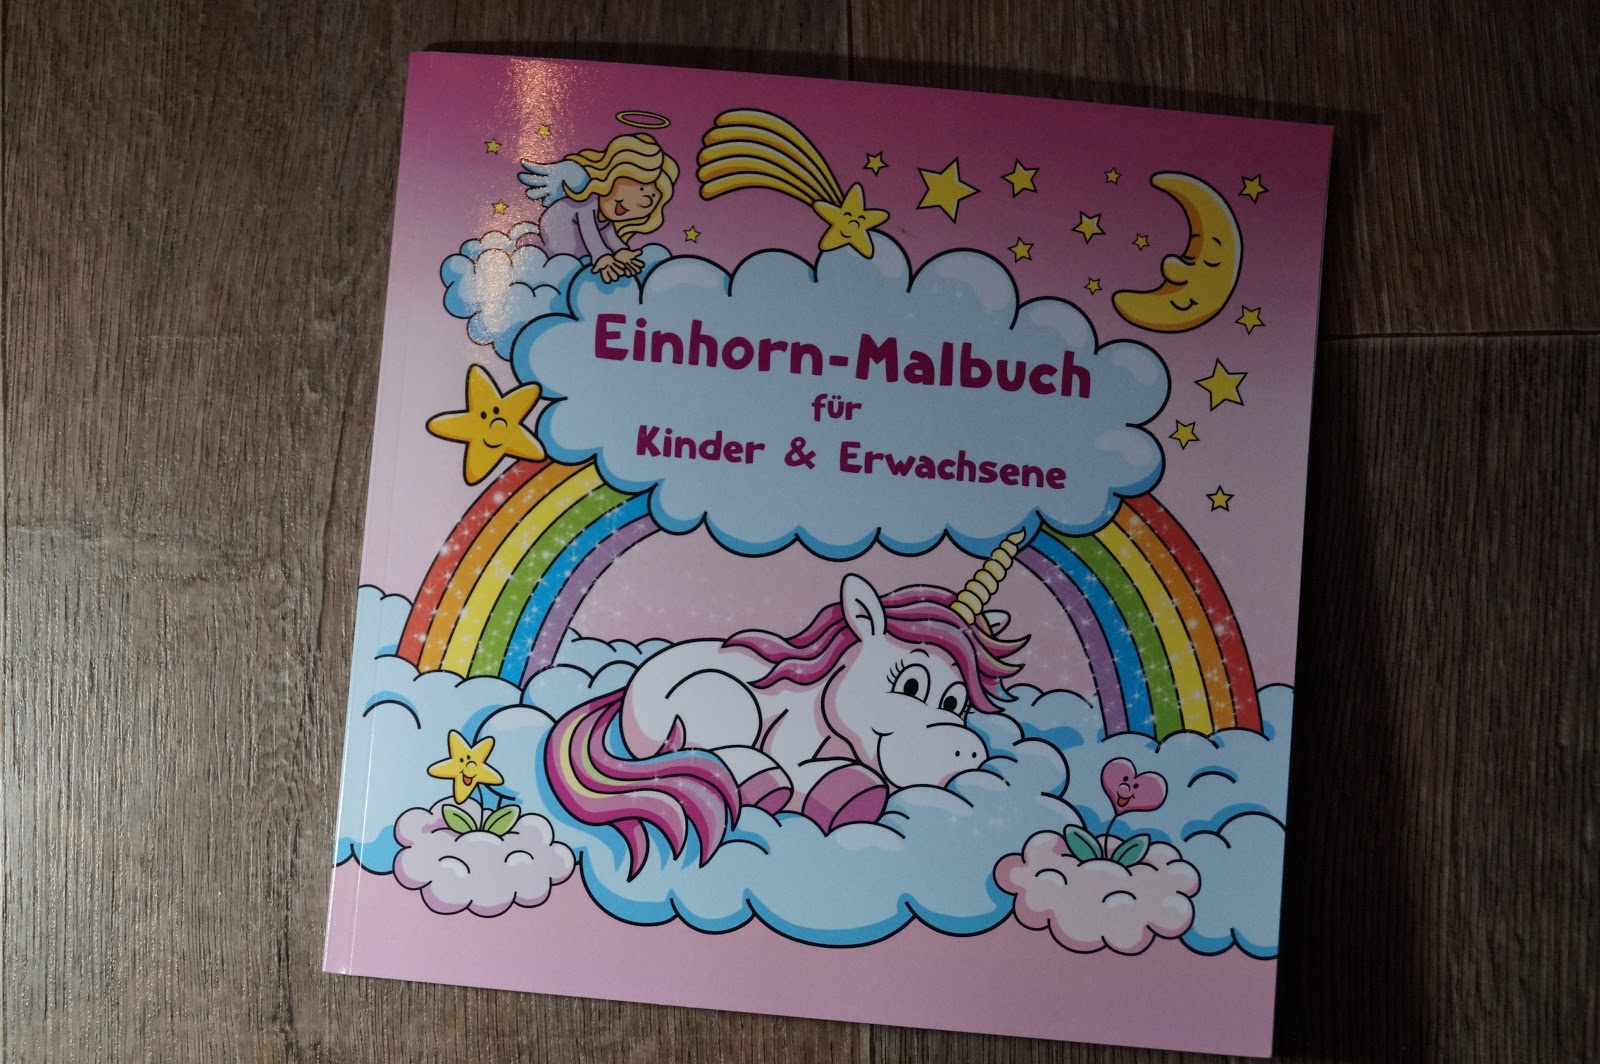 Einhorn-Malbuch
für
Kinder & Erwachsene